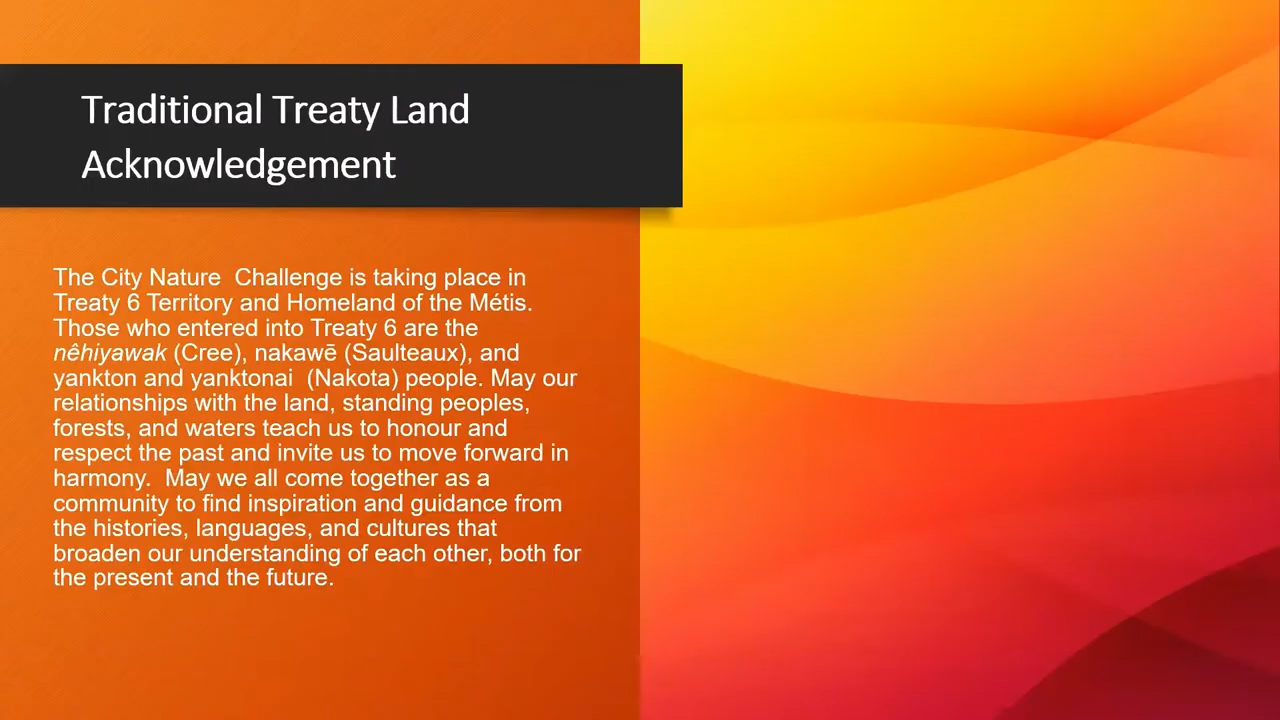 Traditional Treaty Land
Acknowledgement
The City Nature  Challenge is taking place in
Treaty 6 Territory and Homeland of the Métis.
Those who entered into Treaty 6 are the
nêhiyawak (Cree), nakawē (Saulteaux), and
yankton and yanktonai  (Nakota) people. May our
relationships with the land, standing peoples,
forests, and waters teach us to honour and
respect the past and invite us to move forward in
harmony.  May we all come together as a
community to find inspiration and guidance from
the histories, languages, and cultures that
broaden our understanding of each other, both for
the present and the future.